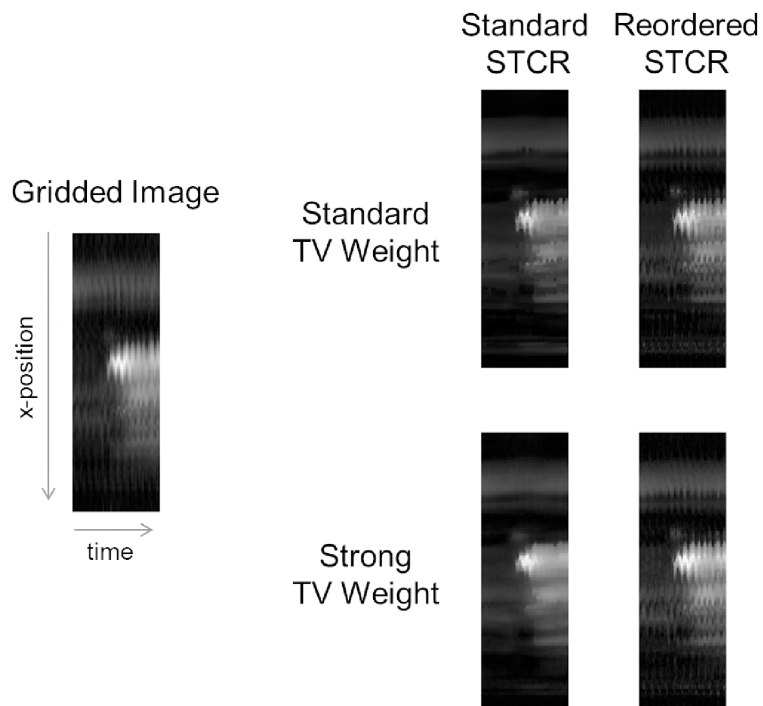 Standard
STCR
Reordered
STCR
Gridded Image
x-position
time
Standard
TV Weight
Strong
TV Weight